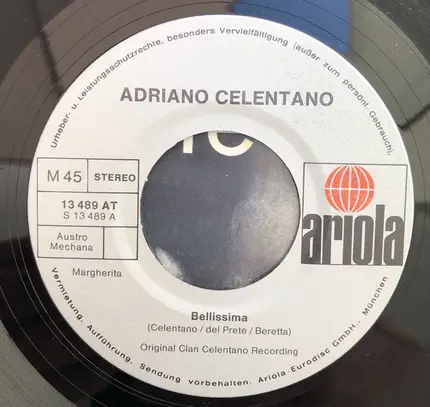 Urheber- u. Leistungsschutzrechte, besonders Vervielfältigung (außer zum persönl. Gebrauch),
ADRIANO CELENTANO
M 45 STEREO
13 489 AT
S 13 489 A
Austro
Mechana
Margherita
ariola
Bellissima
(Celentano / del Prete / Beretta)
Original Clan Celentano Recording
Vermietung, Aufführung, Sendung vorbehalten. Ariola-Eurodisc GmbH., München